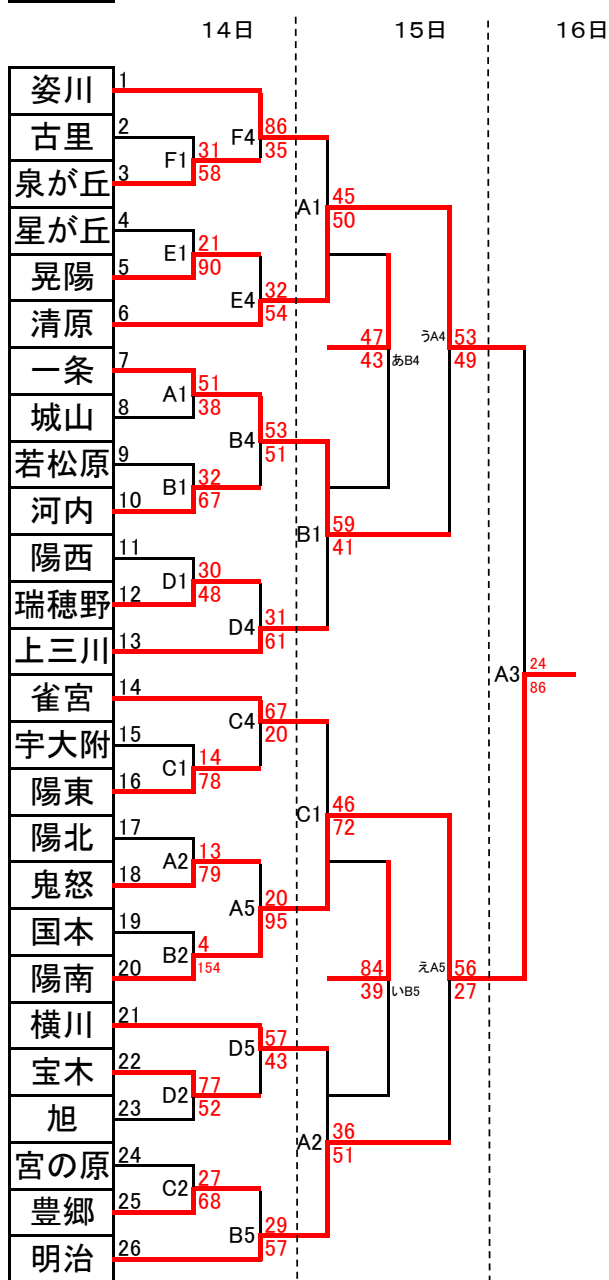 14日 15日 16日
姿川 1
古里 2
泉が丘 3
星が丘 4
晃陽 5
清原 6
一条 7
城山 8
若松原 9
河内 10
陽西 11
瑞穂野 12
上三川 13
雀宮 14
宇大附 15
陽東 16
陽北 17
鬼怒 18
国本 19
陽南 20
横川 21
宝木 22
旭 23
宮の原 24
豊郷 25
明治 26
F1 31 58
E1 21 90
A1 51 38
B1 32 67
D1 30 48
C1 14 78
A2 13 79
B2 4 154
D2 77 52
C2 27 68
F4 86 35
E4 32 54
B4 53 51
D4 31 61
C4 67 20
A5 20 95
D5 57 43
B5 29 57
A1 45 50
B1 59 41
C1 46 72
A2 36 51
47 43 あB4
84 39 いB5
うA4 53 49
えA5 56 27
A3 24 86